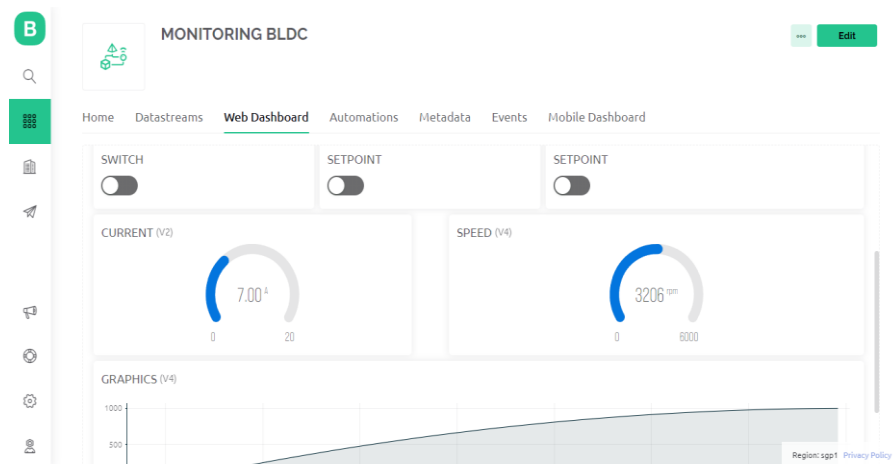 B
MONITORING BLDC
Edit
Home Datastreams Web Dashboard Automations Metadata Events Mobile Dashboard
SWITCH SETPOINT SETPOINT
CURRENT (V2) SPEED (V4)
7.00 A 3206 rpm
0 20 0 6000
GRAPHICS (V4)
1000
500
Region: sgp1 Privacy Policy